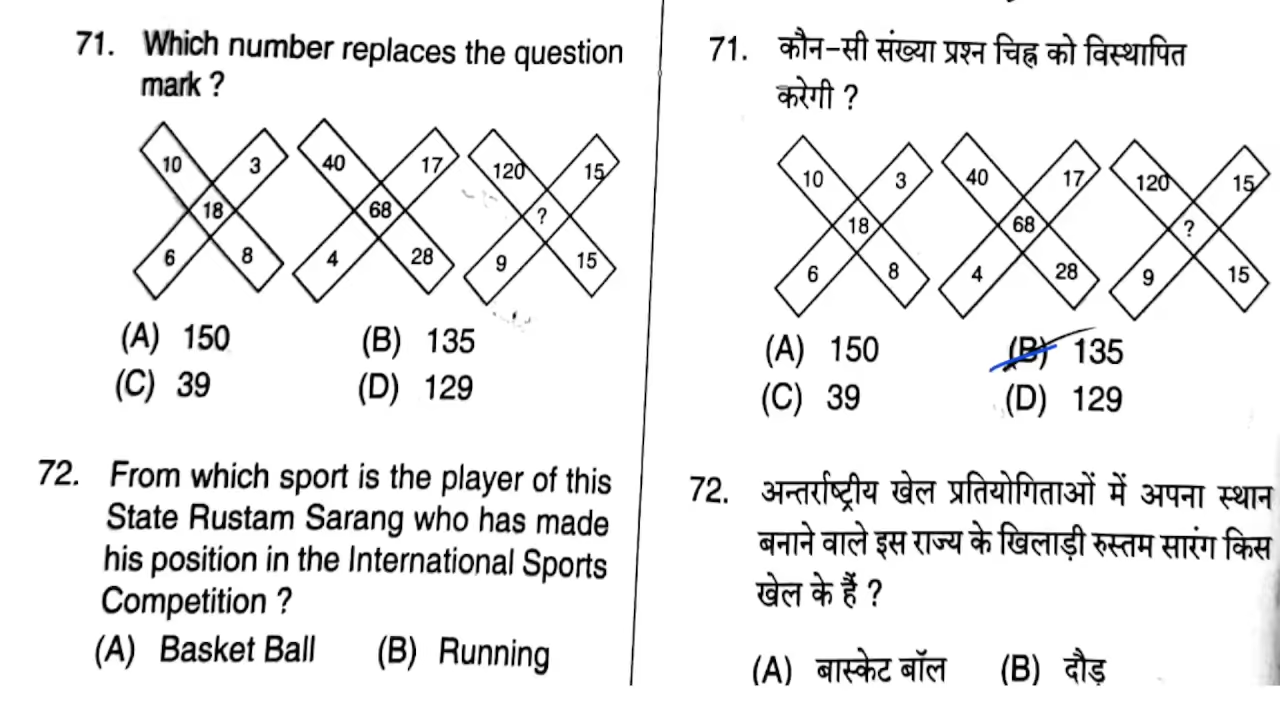 71. Which number replaces the question
mark ?
10 3 40 17 120 15
18 68 ?
6 8 4 28 9 15
(A) 150 (B) 135
(C) 39 (D) 129
72. From which sport is the player of this
State Rustam Sarang who has made
his position in the International Sports
Competition ?
(A) Basket Ball (B) Running
71. कौन-सी संख्या प्रश्न चिह्न को विस्थापित
करेगी ?
10 3 40 17 120 15
18 68 ?
6 8 4 28 9 15
(A) 150 (B) 135
(C) 39 (D) 129
72. अन्तर्राष्ट्रीय खेल प्रतियोगिताओं में अपना स्थान
बनाने वाले इस राज्य के खिलाड़ी रुस्तम सारंग किस
खेल के हैं ?
(A) बास्केट बॉल (B) दौड़